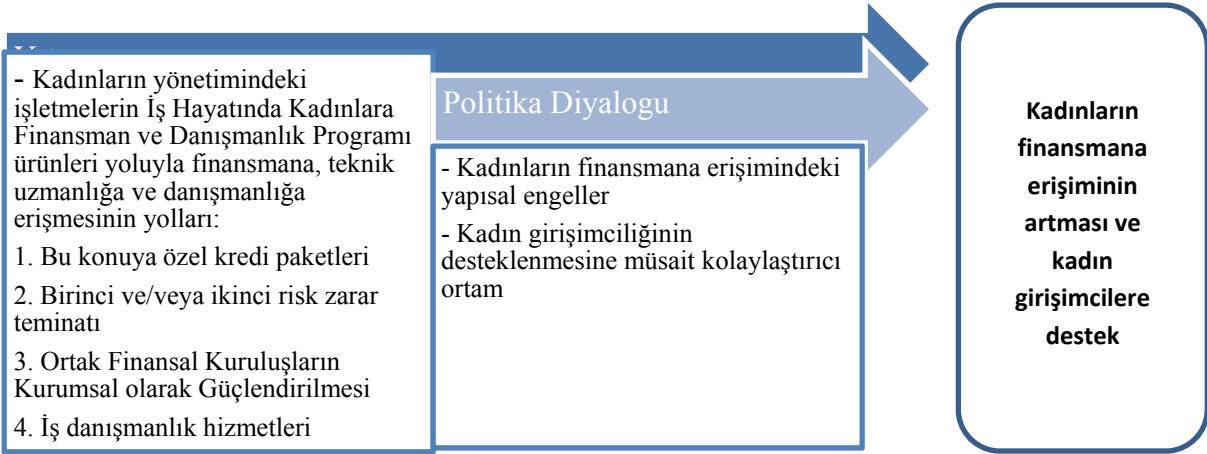 - Kadınların yönetimindeki
işletmelerin İş Hayatında Kadınlara
Finansman ve Danışmanlık Programı
ürünleri yoluyla finansmana, teknik
uzmanlığa ve danışmanlığa
erişmesinin yolları:
1. Bu konuya özel kredi paketleri
2. Birinci ve/veya ikinci risk zarar
teminatı
3. Ortak Finansal Kuruluşların
Kurumsal olarak Güçlendirilmesi
4. İş danışmanlık hizmetleri
Politika Diyalogu
- Kadınların finansmana erişimindeki
yapısal engeller
- Kadın girişimciliğinin
desteklenmesine müsait kolaylaştırıcı
ortam
Kadınların
finansmana
erişiminin
artması ve
kadın
girişimcilere
destek